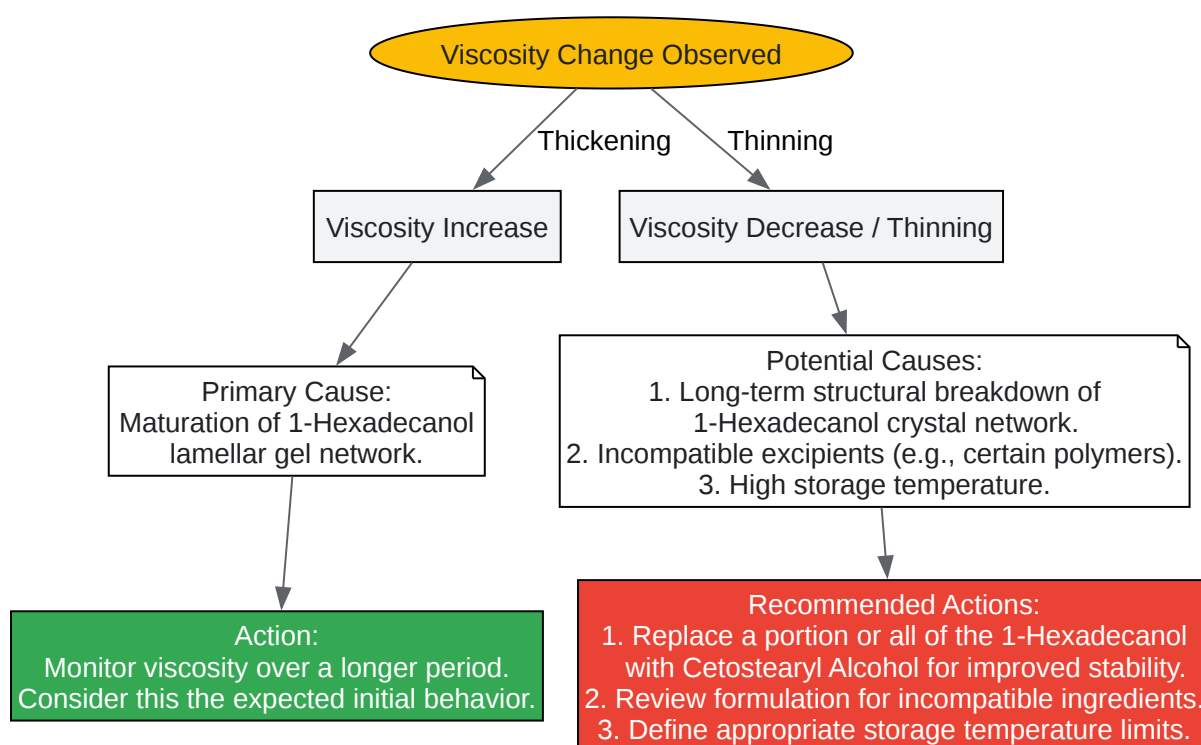 Viscosity Change Observed
Thickening
Thinning
Viscosity Increase
Viscosity Decrease / Thinning
Primary Cause:
Maturation of 1-Hexadecanol
lamellar gel network.
Potential Causes:
1. Long-term structural breakdown of
1-Hexadecanol crystal network.
2. Incompatible excipients (e.g., certain polymers).
3. High storage temperature.
Action:
Monitor viscosity over a longer period.
Consider this the expected initial behavior.
Recommended Actions:
1. Replace a portion or all of the 1-Hexadecanol
with Cetostearyl Alcohol for improved stability.
2. Review formulation for incompatible ingredients.
3. Define appropriate storage temperature limits.